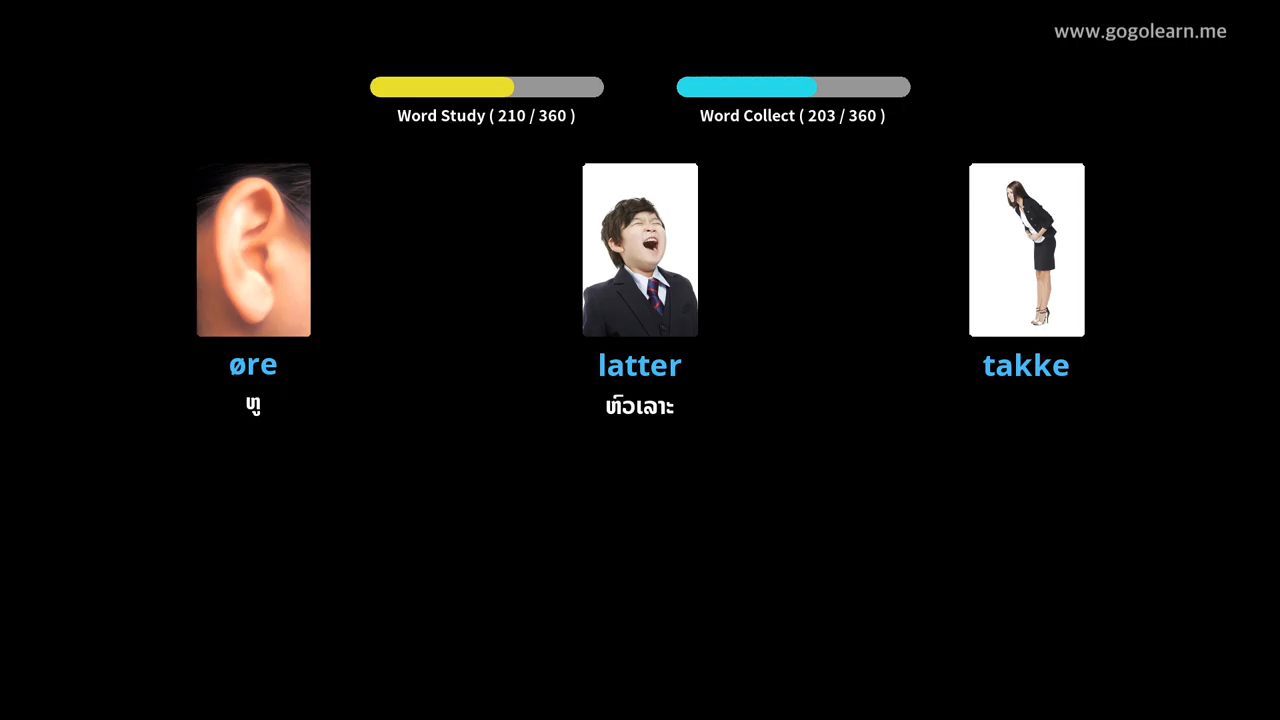 www.gogolearn.me
Word Study ( 210 / 360 )
Word Collect ( 203 / 360 )
øre
latter
takke
ຫູ
ຫົວເລາະ